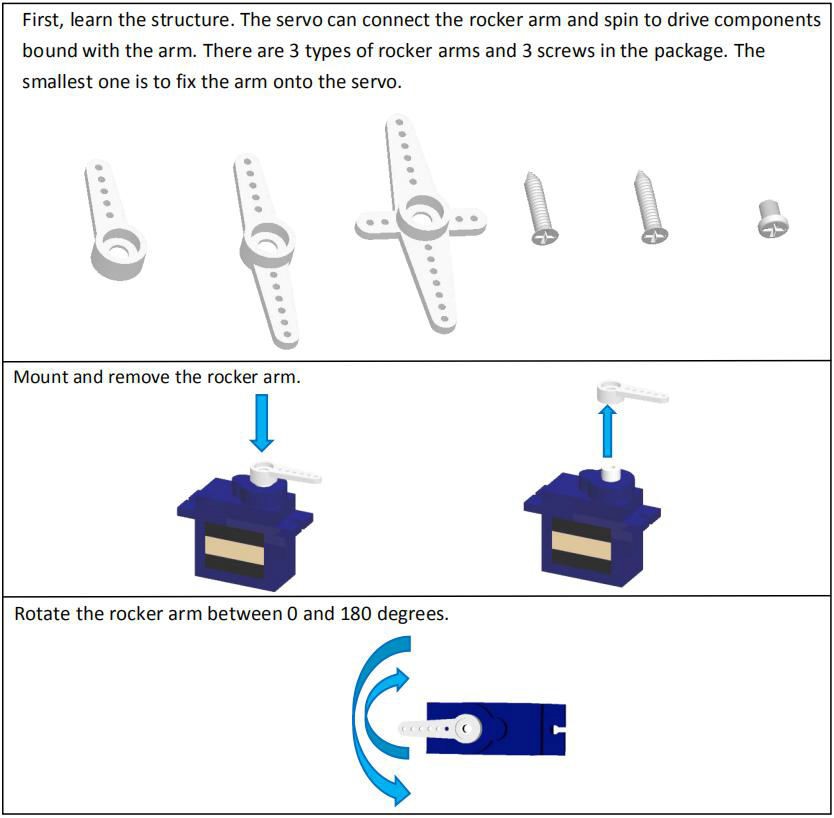 First, learn the structure. The servo can connect the rocker arm and spin to drive components
bound with the arm. There are 3 types of rocker arms and 3 screws in the package. The
smallest one is to fix the arm onto the servo.
Mount and remove the rocker arm.
Rotate the rocker arm between 0 and 180 degrees.